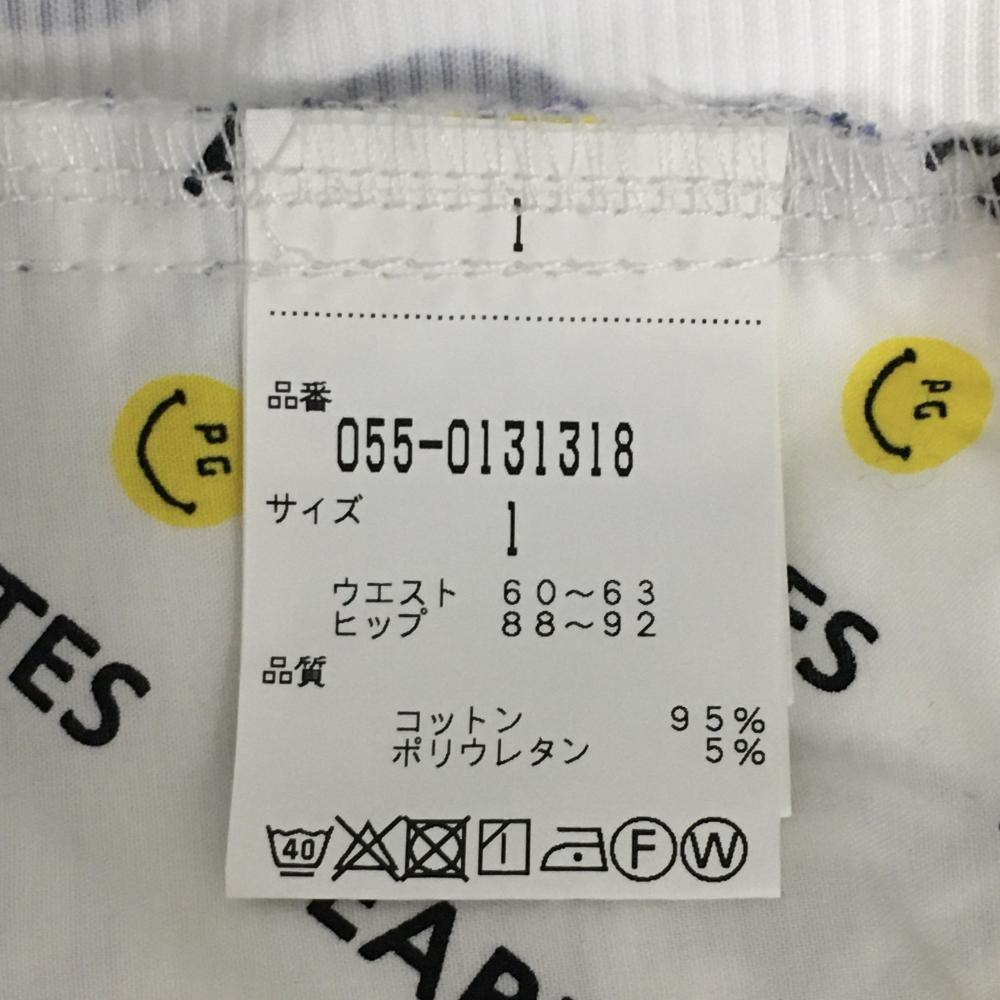 1
品番
055-0131318
サイズ
1
ウエスト 60～63
ヒップ 88～92
品質
コットン 95%
ポリウレタン 5%
40 F W
PG
PG
TES
ES
EAR